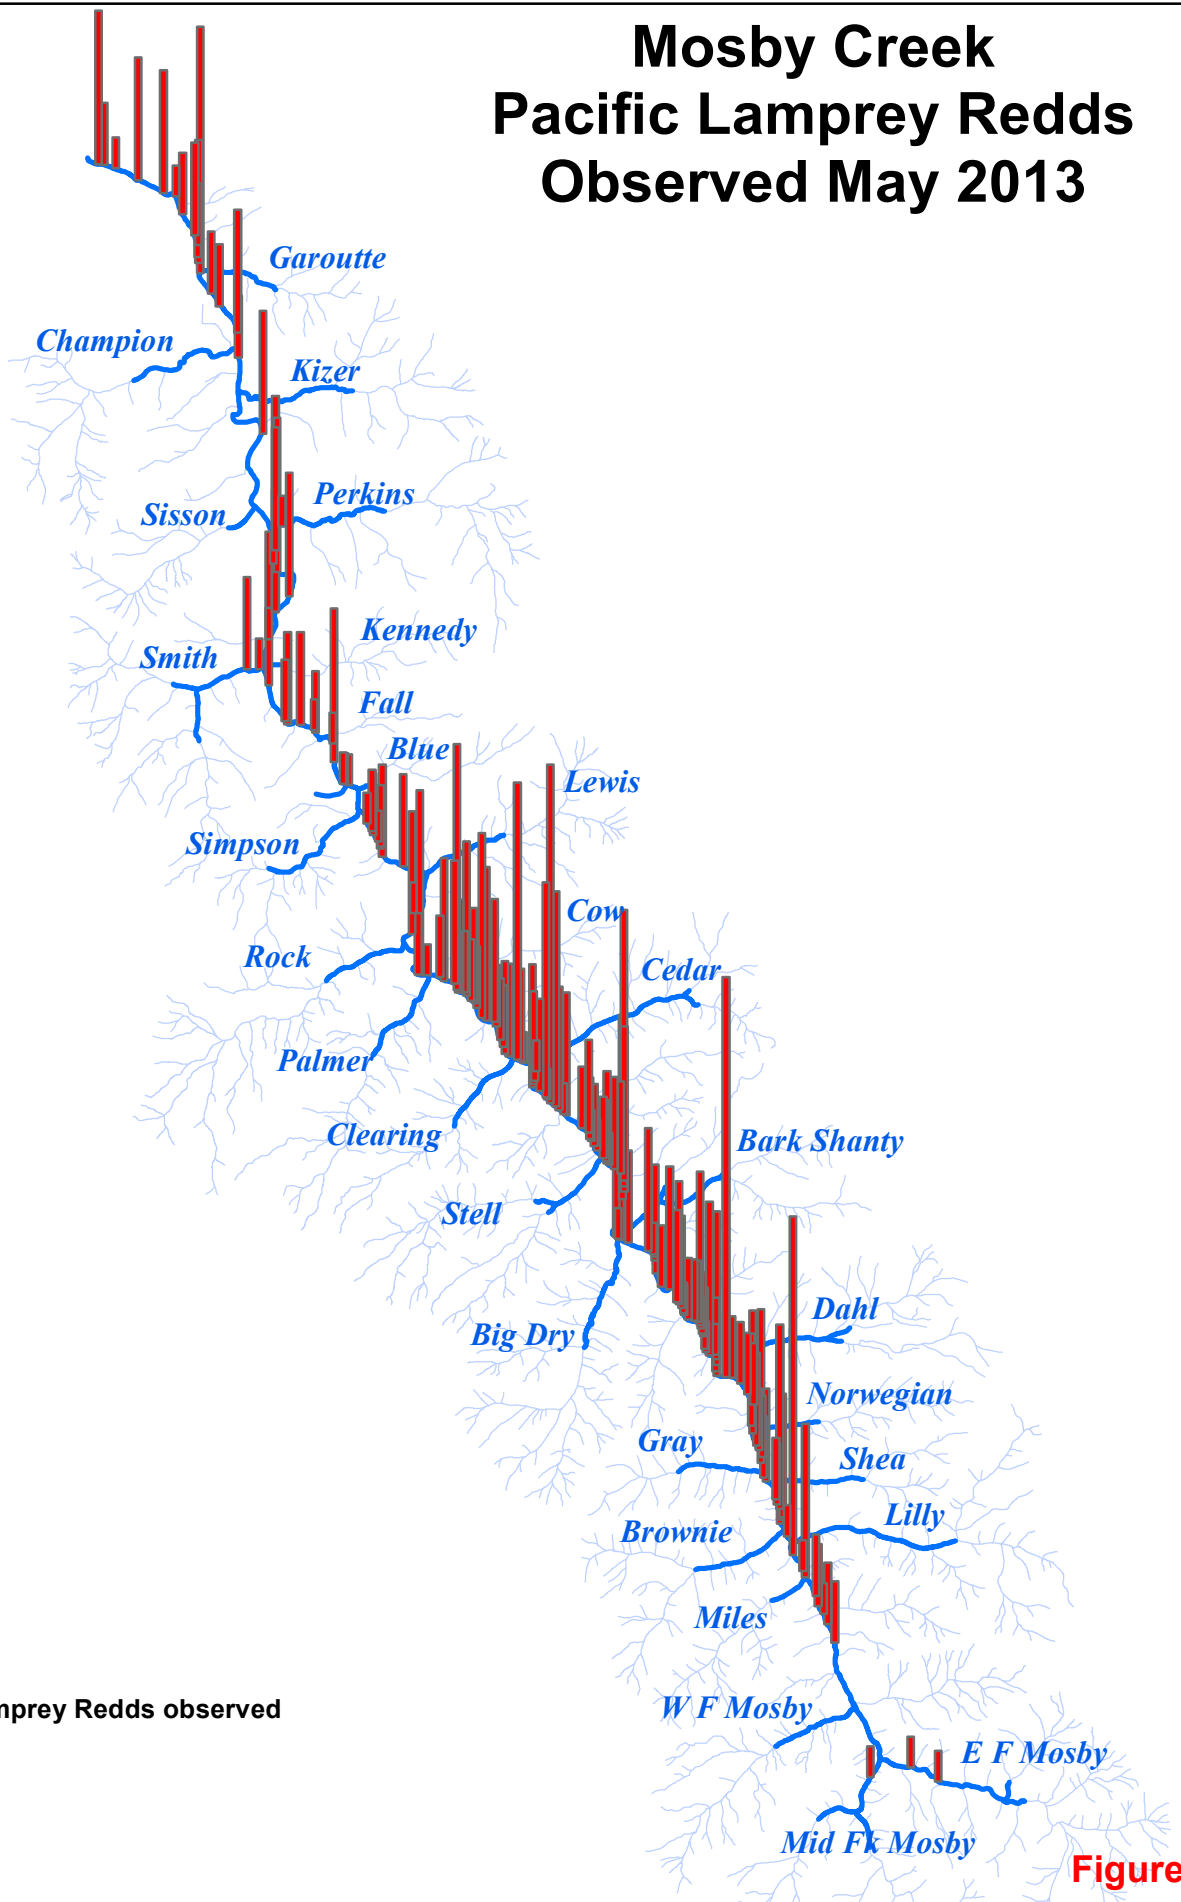 Mosby Creek
Pacific Lamprey Redds
Observed May 2013
Garoutte
Champion
Kizer
Perkins
Sisson
Kennedy
Smith
Fall
Blue
Lewis
Simpson
Cow
Rock
Cedar
Palmer
Clearing
Bark Shanty
Stell
Dahl
Big Dry
Norwegian
Gray
Shea
Lilly
Brownie
Miles
mprey Redds observed
W F Mosby
E F Mosby
Mid Fk Mosby
Figure